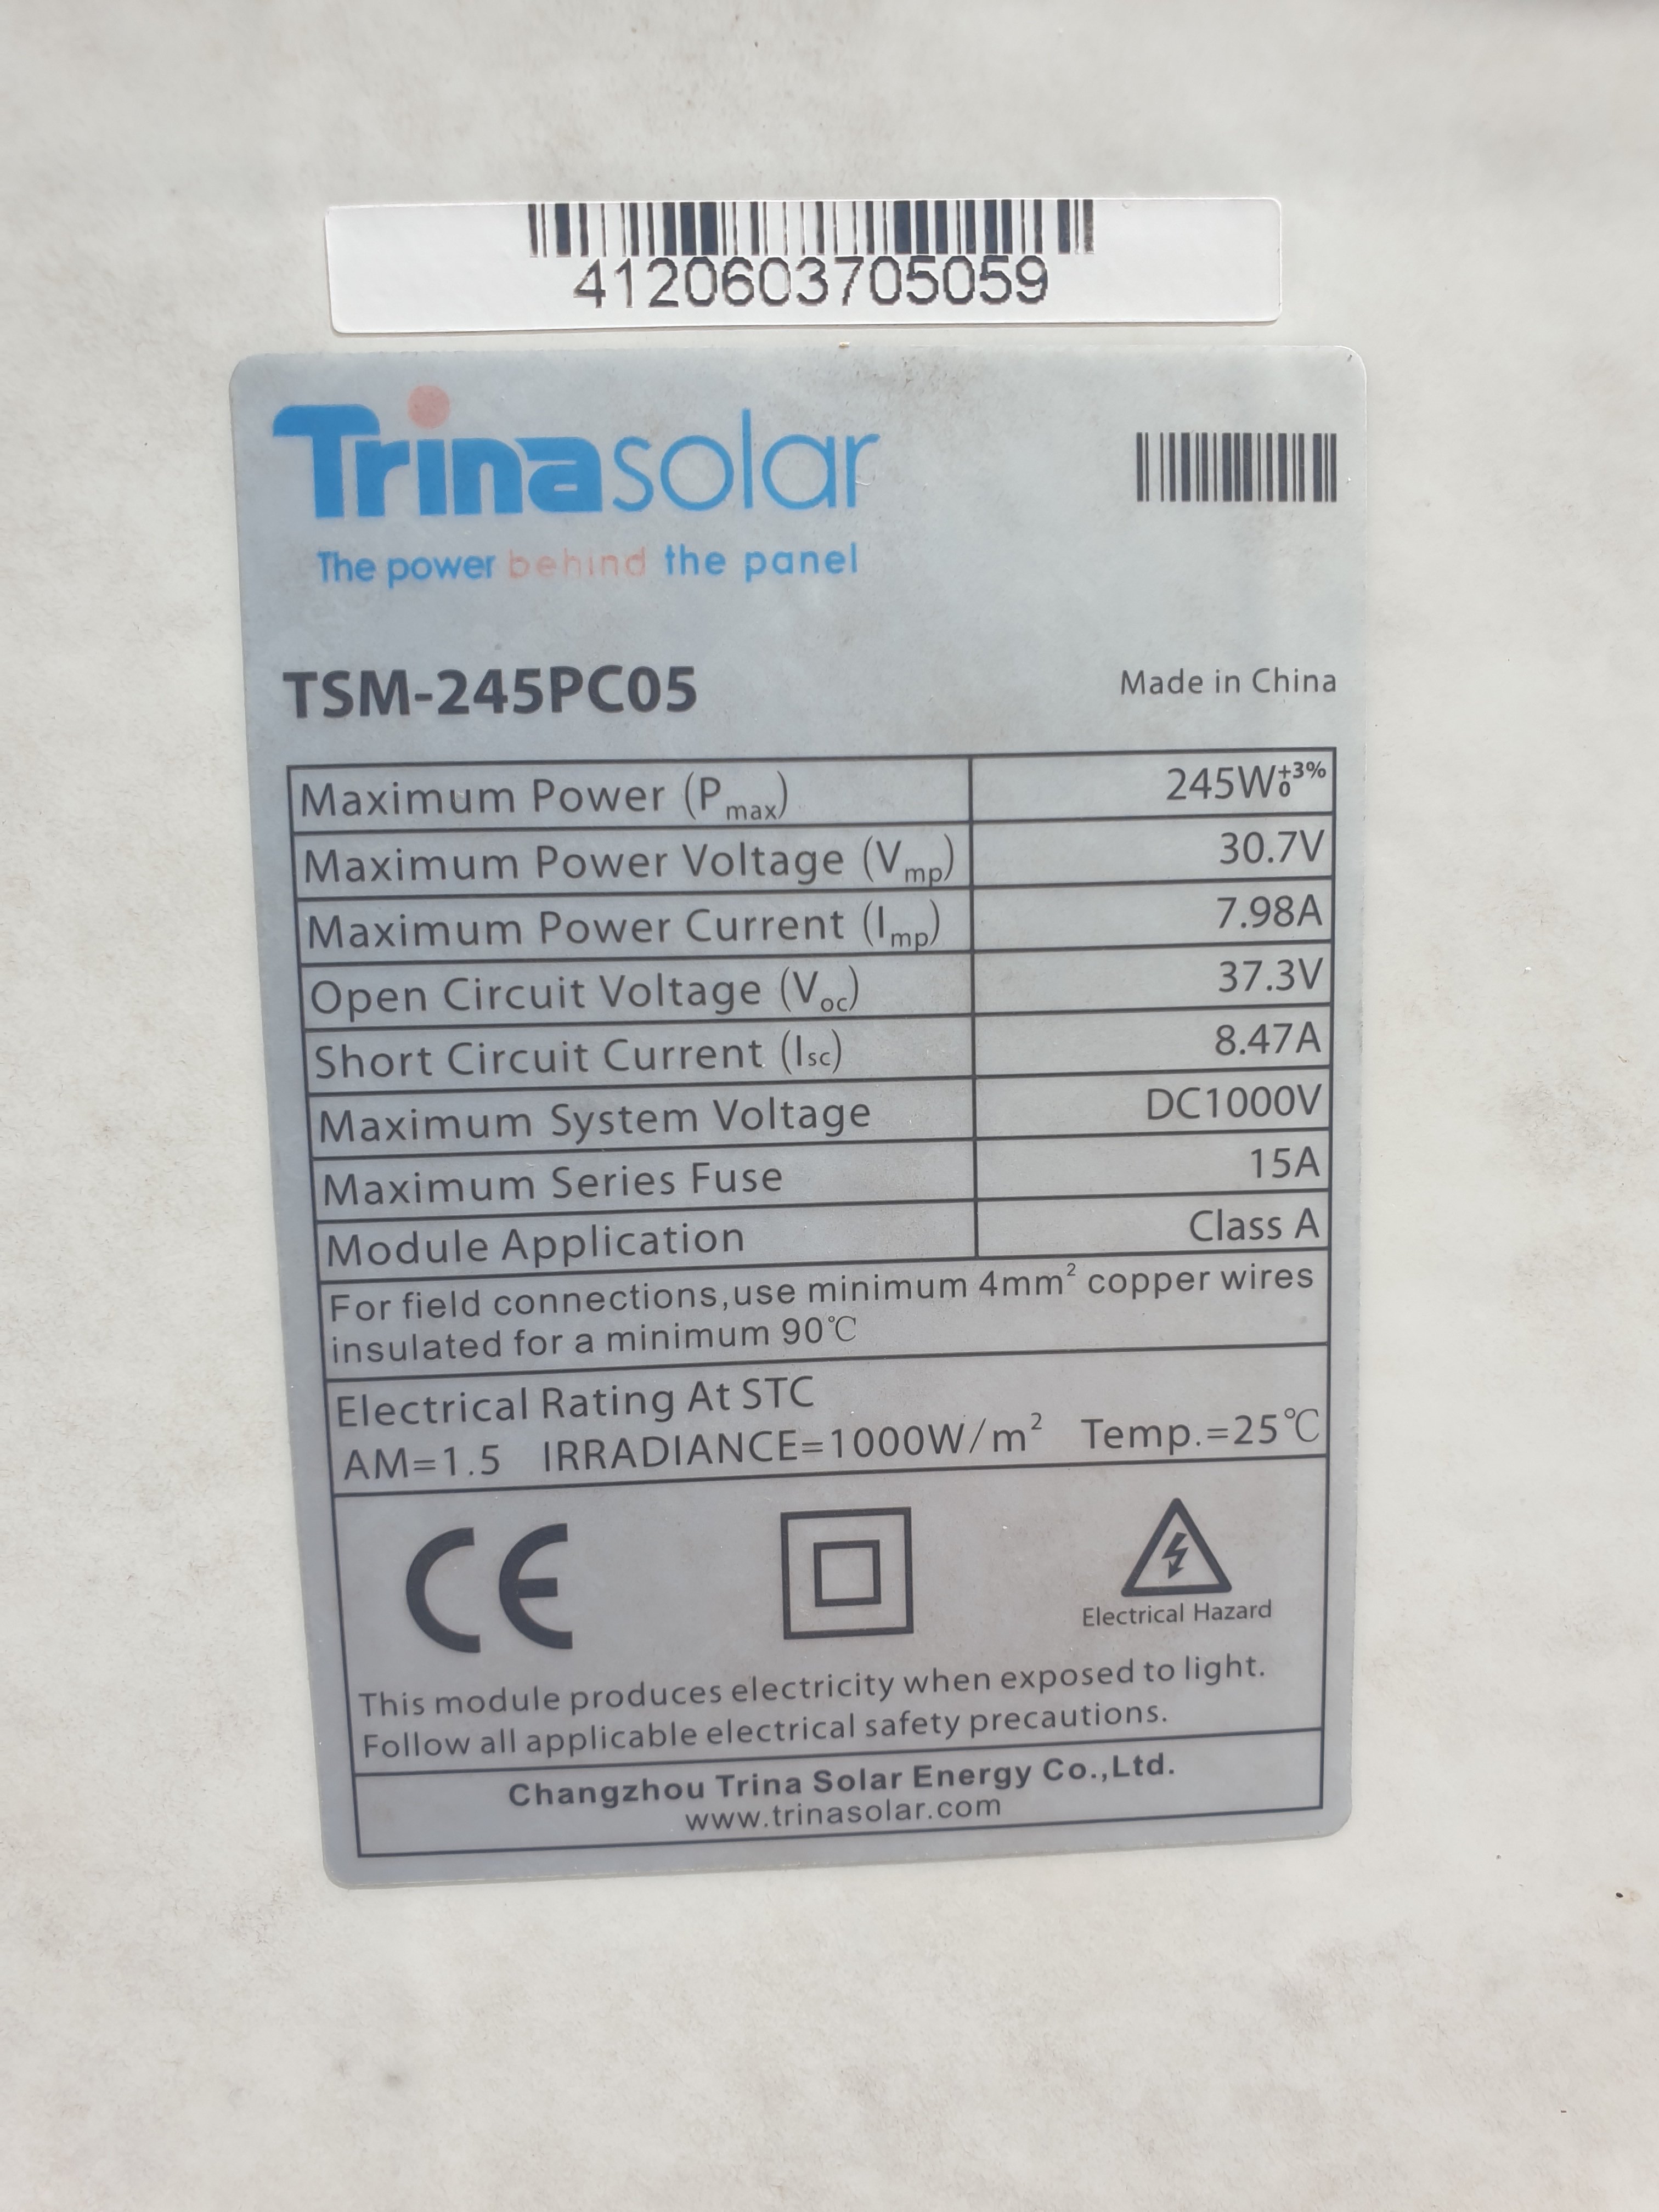 4120603705059
Trinasolar
The power behind the panel
TSM-245PC05
Made in China
Maximum Power (Pmax) 245W+3% 0
Maximum Power Voltage (Vmp) 30.7V
Maximum Power Current (Imp) 7.98A
Open Circuit Voltage (Voc) 37.3V
Short Circuit Current (Isc) 8.47A
Maximum System Voltage DC1000V
Maximum Series Fuse 15A
Module Application Class A
For field connections,use minimum 4mm² copper wires
insulated for a minimum 90℃
Electrical Rating At STC
AM=1.5 IRRADIANCE=1000W/m² Temp.=25℃
CE
Electrical Hazard
This module produces electricity when exposed to light.
Follow all applicable electrical safety precautions.
Changzhou Trina Solar Energy Co.,Ltd.
www.trinasolar.com